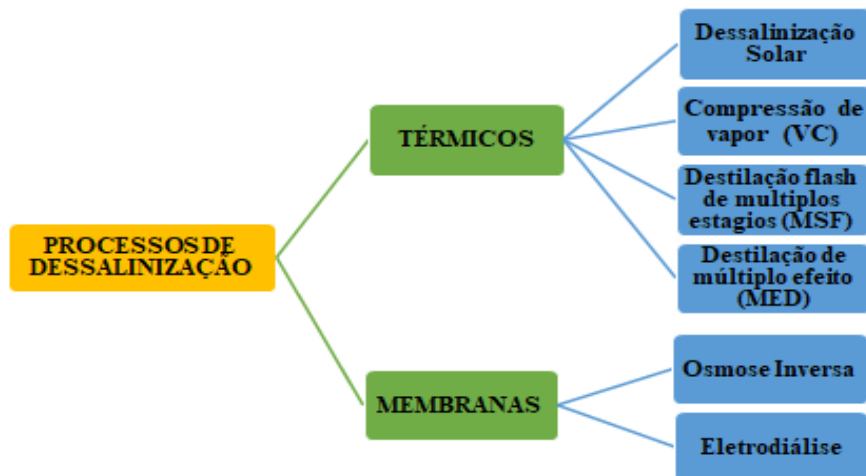 PROCESSOS DE
DESSALINIZAÇÃO
TÉRMICOS
Dessalinização
Solar
Compressão de
vapor (VC)
Destilação flash
de multiplos
estagios (MSF)
Destilação de
múltiplo efeito
(MED)
MEMBRANAS
Osmose Inversa
Eletrodiálise